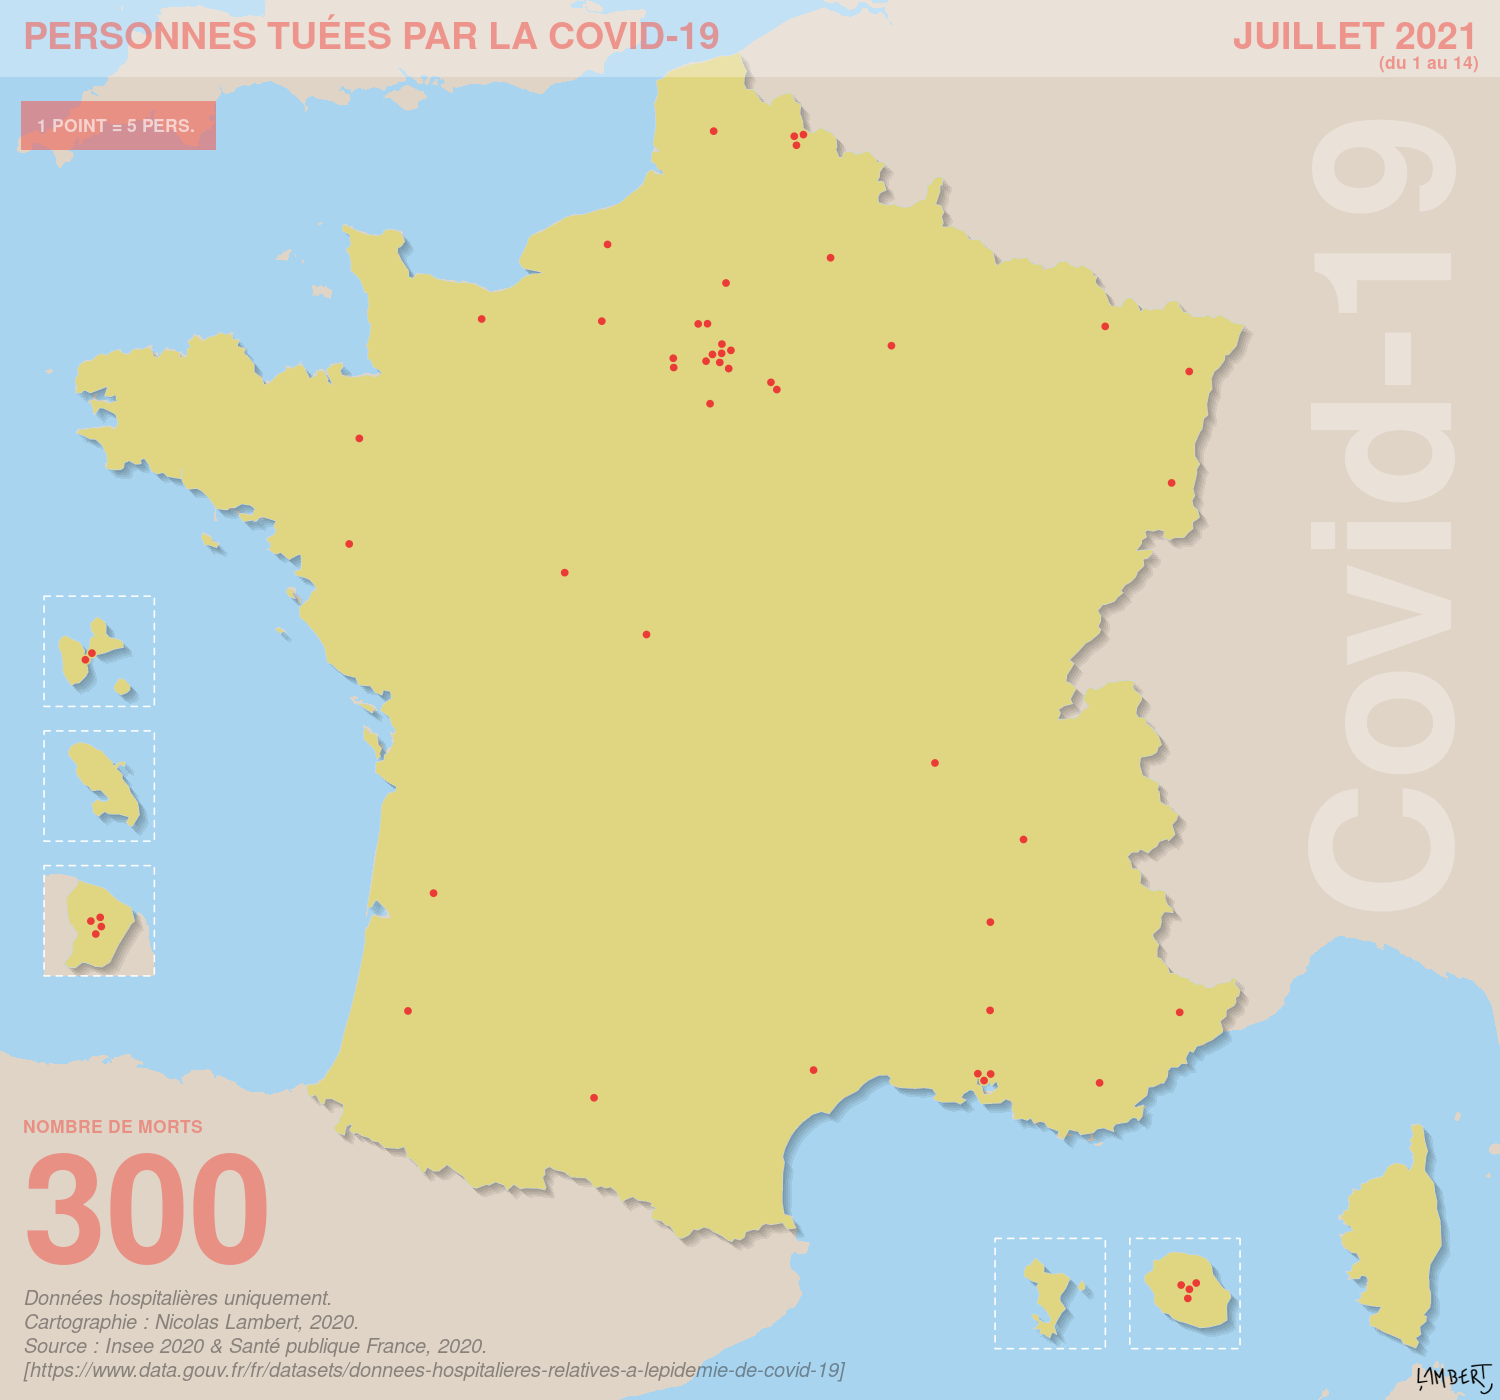 PERSONNES TUÉES PAR LA COVID-19
JUILLET 2021
(du 1 au 14)
1 POINT = 5 PERS.
Covid-19
NOMBRE DE MORTS
300
Données hospitalières uniquement.
Cartographie : Nicolas Lambert, 2020.
Source : Insee 2020 & Santé publique France, 2020.
[https://www.data.gouv.fr/fr/datasets/donnees-hospitalieres-relatives-a-lepidemie-de-covid-19]
LAMBERT